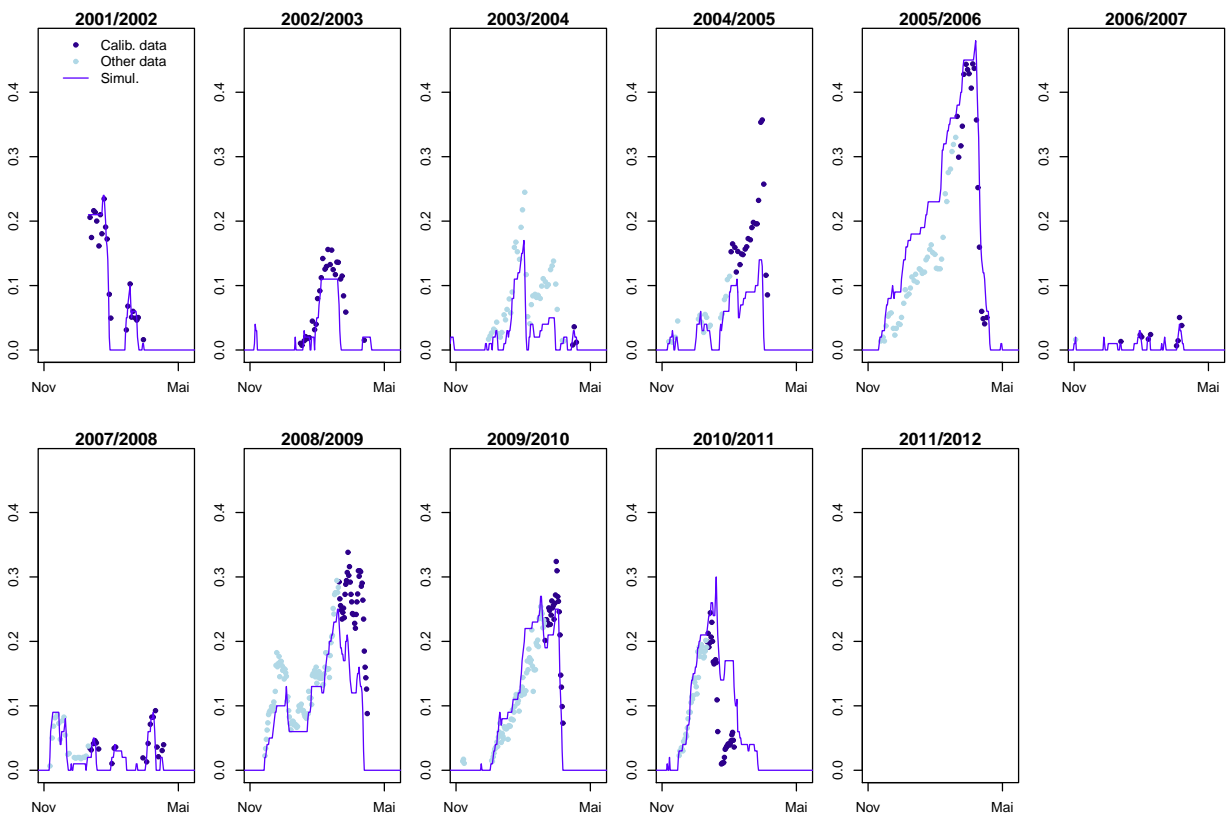 2001/2002 2002/2003 2003/2004 2004/2005 2005/2006 2006/2007
Calib. data
Other data
Simul.
0.4 0.4 0.4 0.4 0.4 0.4
0.3 0.3 0.3 0.3 0.3 0.3
0.2 0.2 0.2 0.2 0.2 0.2
0.1 0.1 0.1 0.1 0.1 0.1
0.0 0.0 0.0 0.0 0.0 0.0
Nov Mai Nov Mai Nov Mai Nov Mai Nov Mai Nov Mai
2007/2008 2008/2009 2009/2010 2010/2011 2011/2012
0.4 0.4 0.4 0.4 0.4
0.3 0.3 0.3 0.3 0.3
0.2 0.2 0.2 0.2 0.2
0.1 0.1 0.1 0.1 0.1
0.0 0.0 0.0 0.0 0.0
Nov Mai Nov Mai Nov Mai Nov Mai Nov Mai